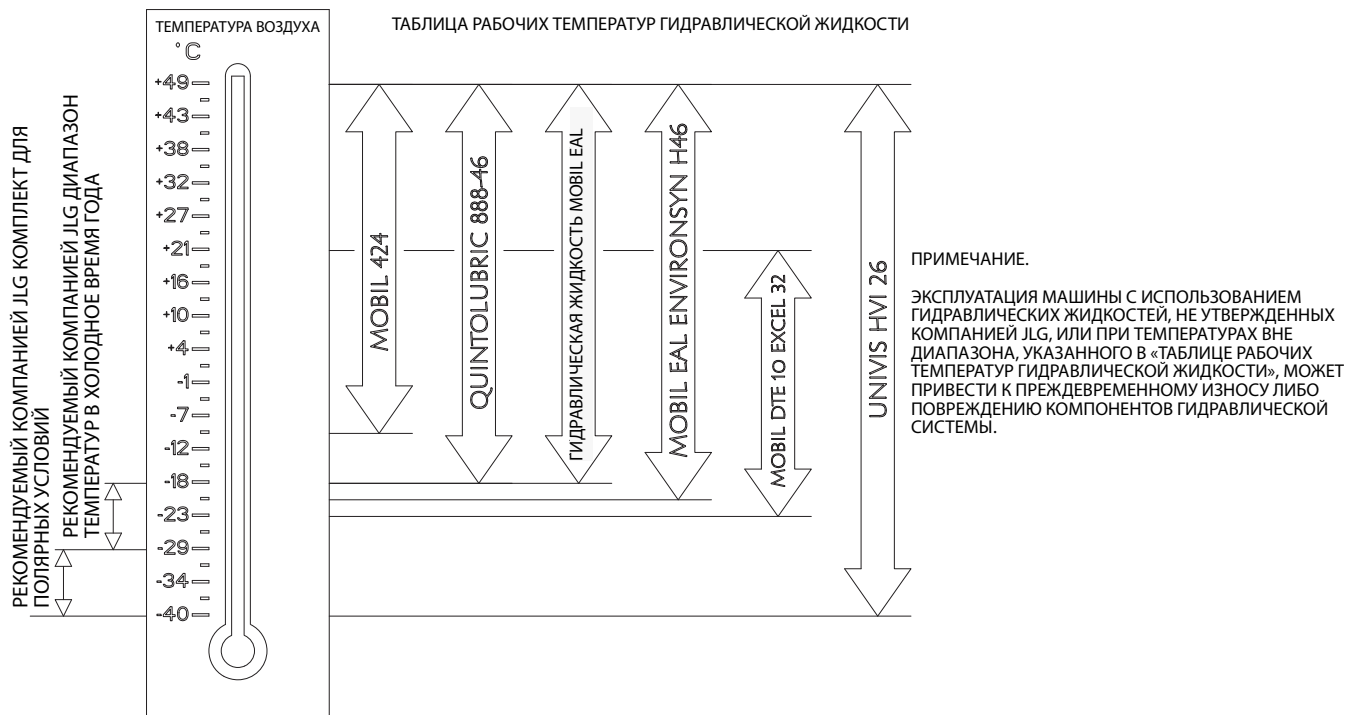 ТЕМПЕРАТУРА ВОЗДУХА
°C
+49
+43
+38
+32
+27
+21
+16
+10
+4
-1
-7
-12
-18
-23
-29
-34
-40
РЕКОМЕНДУЕМЫЙ КОМПАНИЕЙ JLG КОМПЛЕКТ ДЛЯ
ПОЛЯРНЫХ УСЛОВИЙ
РЕКОМЕНДУЕМЫЙ КОМПАНИЕЙ JLG ДИАПАЗОН
ТЕМПЕРАТУР В ХОЛОДНОЕ ВРЕМЯ ГОДА
ТАБЛИЦА РАБОЧИХ ТЕМПЕРАТУР ГИДРАВЛИЧЕСКОЙ ЖИДКОСТИ
MOBIL 424
QUINTOLUBRIC 888-46
ГИДРАВЛИЧЕСКАЯ ЖИДКОСТЬ MOBIL EAL
MOBIL EAL ENVIRONSYN H46
MOBIL DTE 10 EXCEL 32
UNIVIS HVI 26
ПРИМЕЧАНИЕ.
ЭКСПЛУАТАЦИЯ МАШИНЫ С ИСПОЛЬЗОВАНИЕМ
ГИДРАВЛИЧЕСКИХ ЖИДКОСТЕЙ, НЕ УТВЕРЖДЕННЫХ
КОМПАНИЕЙ JLG, ИЛИ ПРИ ТЕМПЕРАТУРАХ ВНЕ
ДИАПАЗОНА, УКАЗАННОГО В «ТАБЛИЦЕ РАБОЧИХ
ТЕМПЕРАТУР ГИДРАВЛИЧЕСКОЙ ЖИДКОСТИ», МОЖЕТ
ПРИВЕСТИ К ПРЕЖДЕВРЕМЕННОМУ ИЗНОСУ ЛИБО
ПОВРЕЖДЕНИЮ КОМПОНЕНТОВ ГИДРАВЛИЧЕСКОЙ
СИСТЕМЫ.